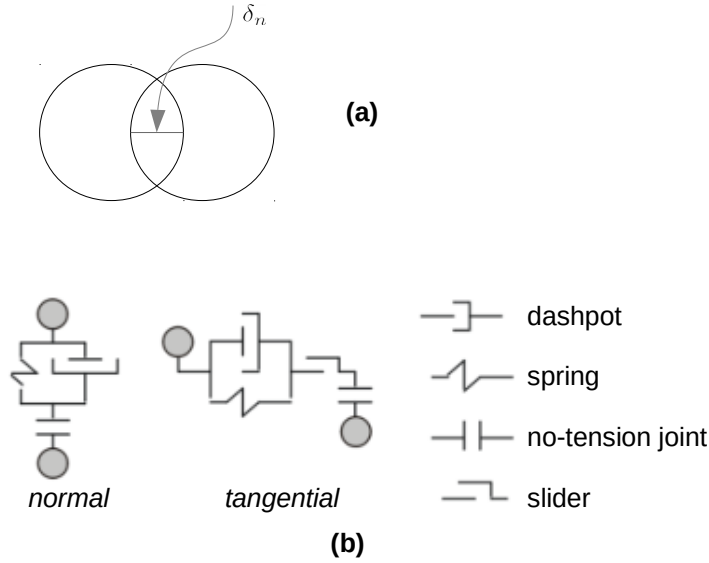 δn
(a)
dashpot
spring
no-tension joint
slider
normal
tangential
(b)